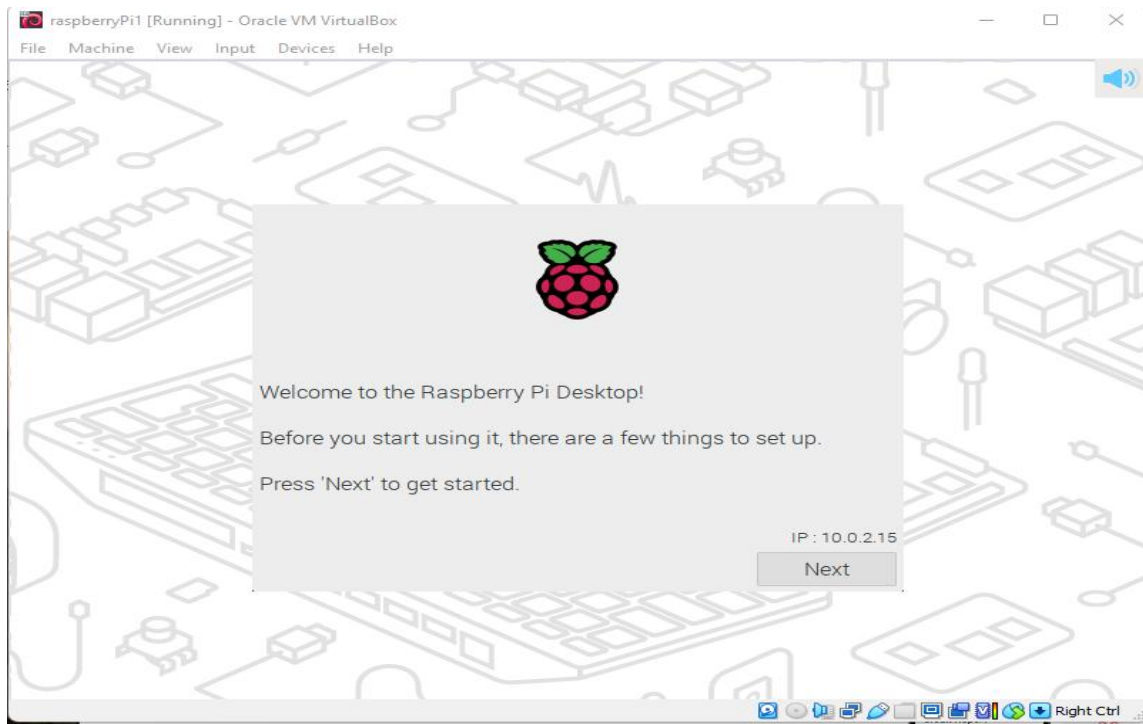 raspberryPi1 [Running] - Oracle VM VirtualBox
File Machine View Input Devices Help
Welcome to the Raspberry Pi Desktop!
Before you start using it, there are a few things to set up.
Press 'Next' to get started.
IP : 10.0.2.15
Next
Right Ctrl